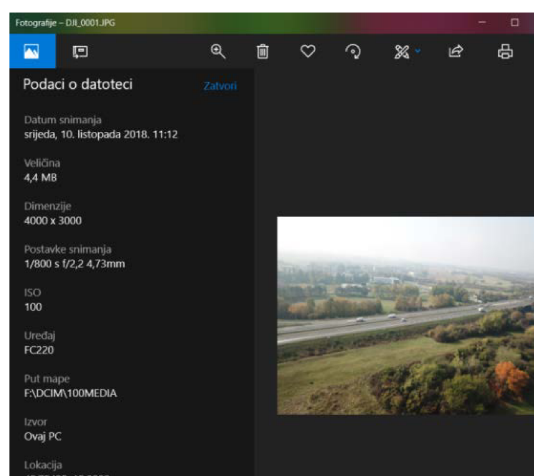 Fotografije – DJI_0001.JPG
Podaci o datoteci
Zatvori
Datum snimanja
srijeda, 10. listopada 2018. 11:12
Veličina
4,4 MB
Dimenzije
4000 x 3000
Postavke snimanja
1/800 s f/2,2 4,73mm
ISO
100
Uređaj
FC220
Put mape
F:\DCIM\100MEDIA
Izvor
Ovaj PC
Lokacija